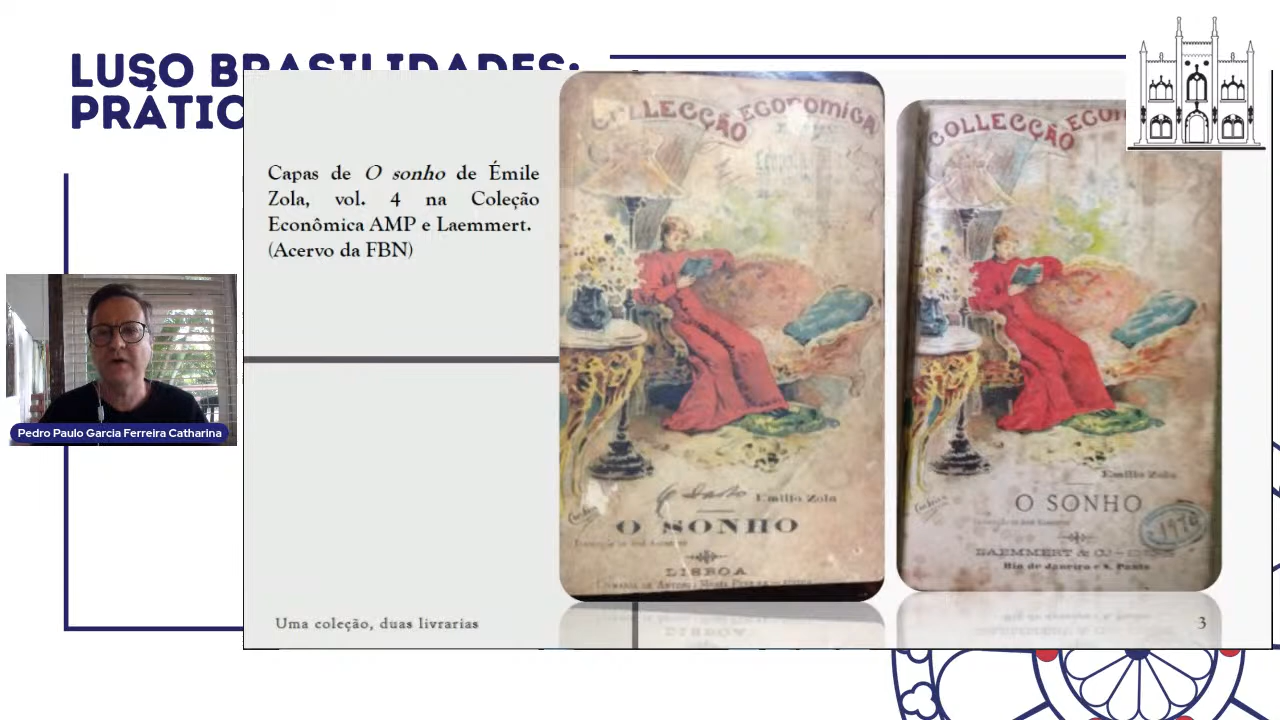 LUSO BRASILIDADES:
PRÁTIC
Capas de O sonho de Émile
Zola, vol. 4 na Coleção
Econômica AMP e Laemmert.
(Acervo da FBN)
Pedro Paulo Garcia Ferreira Catharina
COLLECÇÃO ECONOMICA
Emilio Zola
O SONHO
LISBOA
COLLECÇÃO
Emilio Zola
O SONHO
1970
LAEMMERT & C.
Rio de Janeiro e S. Paulo
Uma coleção, duas livrarias
3